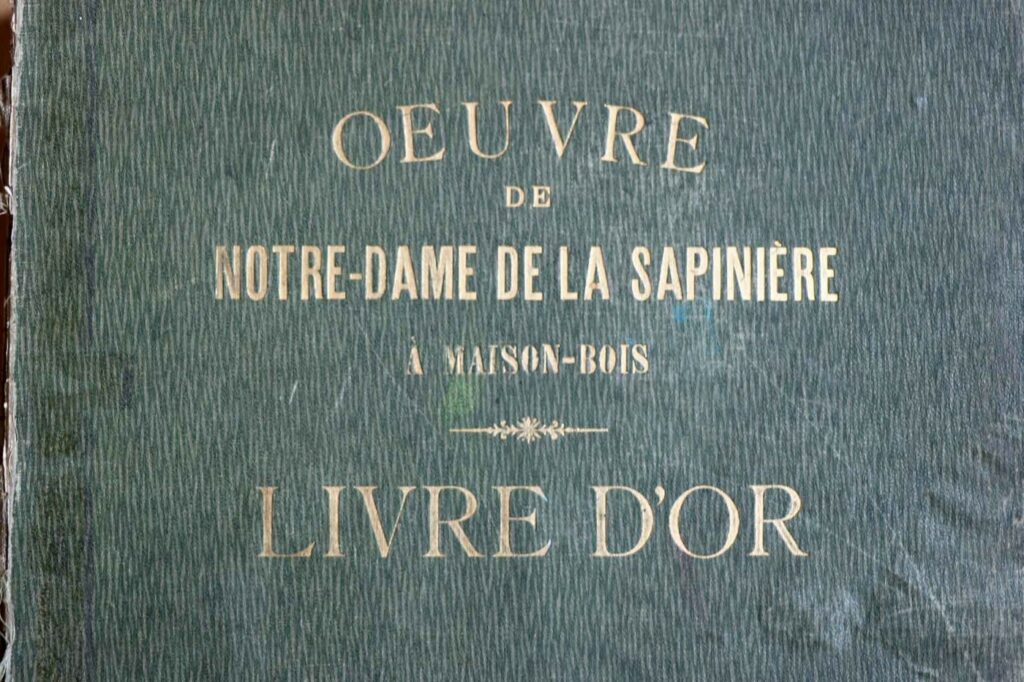 OEUVRE
DE
NOTRE-DAME DE LA SAPINIÈRE
À MAISON-BOIS
LIVRE D'OR